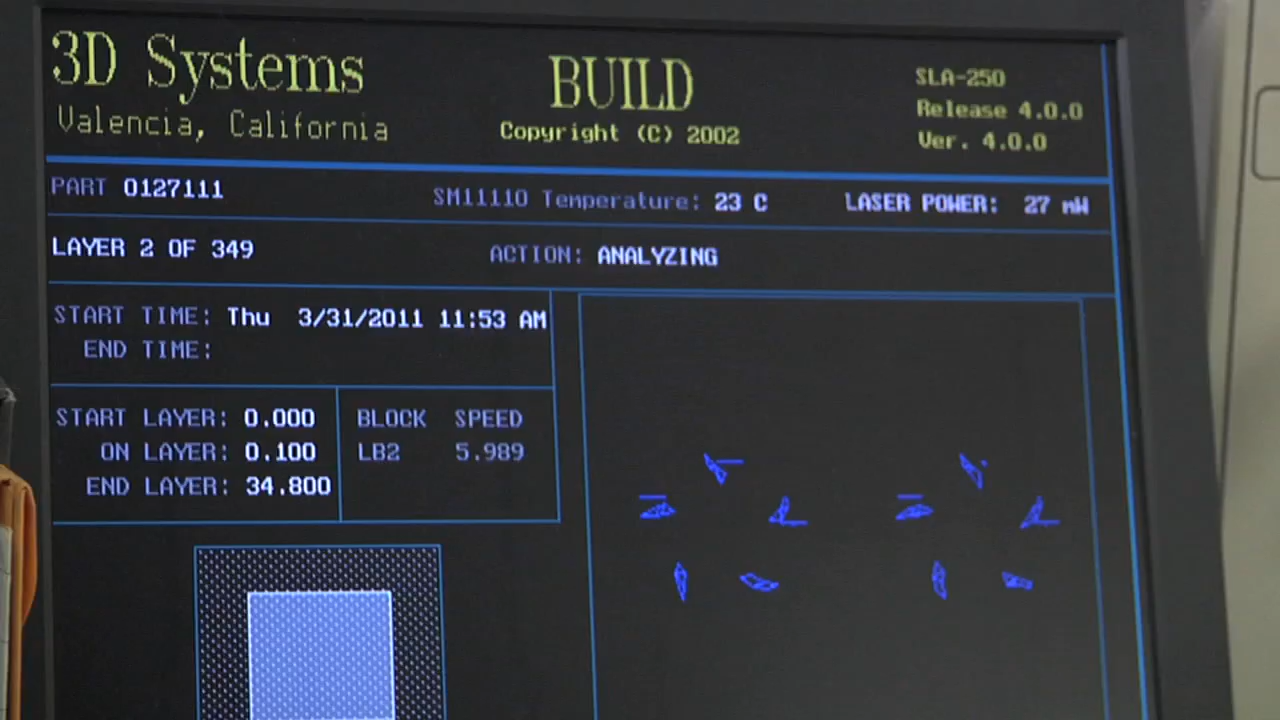 3D Systems BUILD SLA-250
Valencia, California Copyright (C) 2002 Release 4.0.0
Ver. 4.0.0
PART 0127111 SM11110 Temperature: 23 C LASER POWER: 27 mW
LAYER 2 OF 349 ACTION: ANALYZING
START TIME: Thu 3/31/2011 11:53 AM
END TIME:
START LAYER: 0.000 BLOCK SPEED
ON LAYER: 0.100 LB2 5.989
END LAYER: 34.800